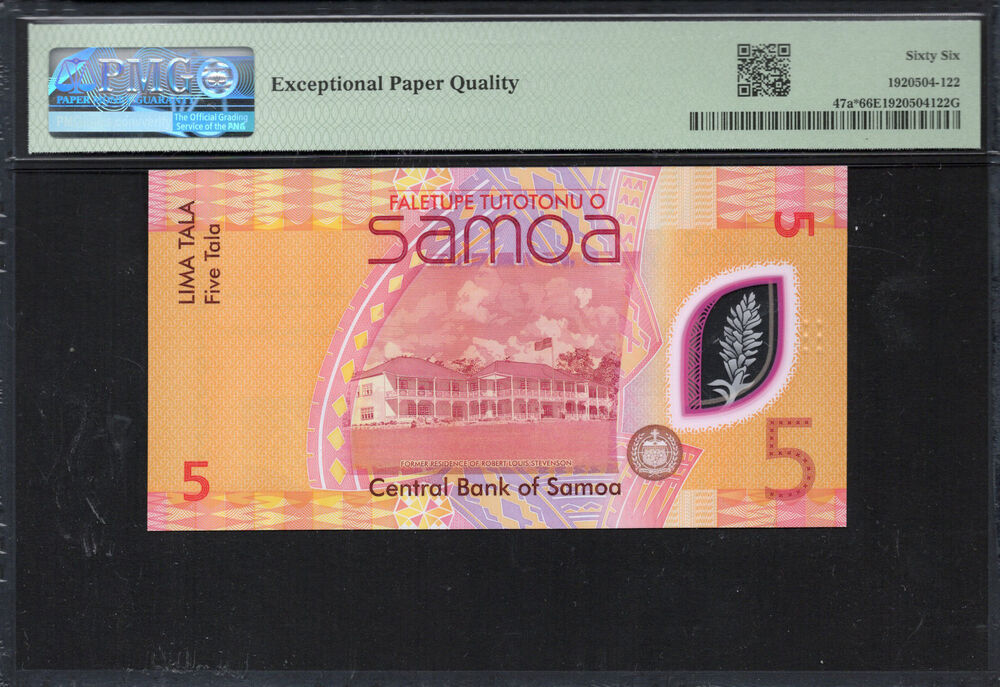 PMG
PAPER MONEY GUARANTY
The Official Grading
Service of the PNG
Exceptional Paper Quality
Sixty Six
1920504-122
47a*66E1920504122G
LIMA TALA
Five Tala
FALETUPE TUTOTONU O
samoa
5
FORMER RESIDENCE OF ROBERT LOUIS STEVENSON
Central Bank of Samoa
5
5